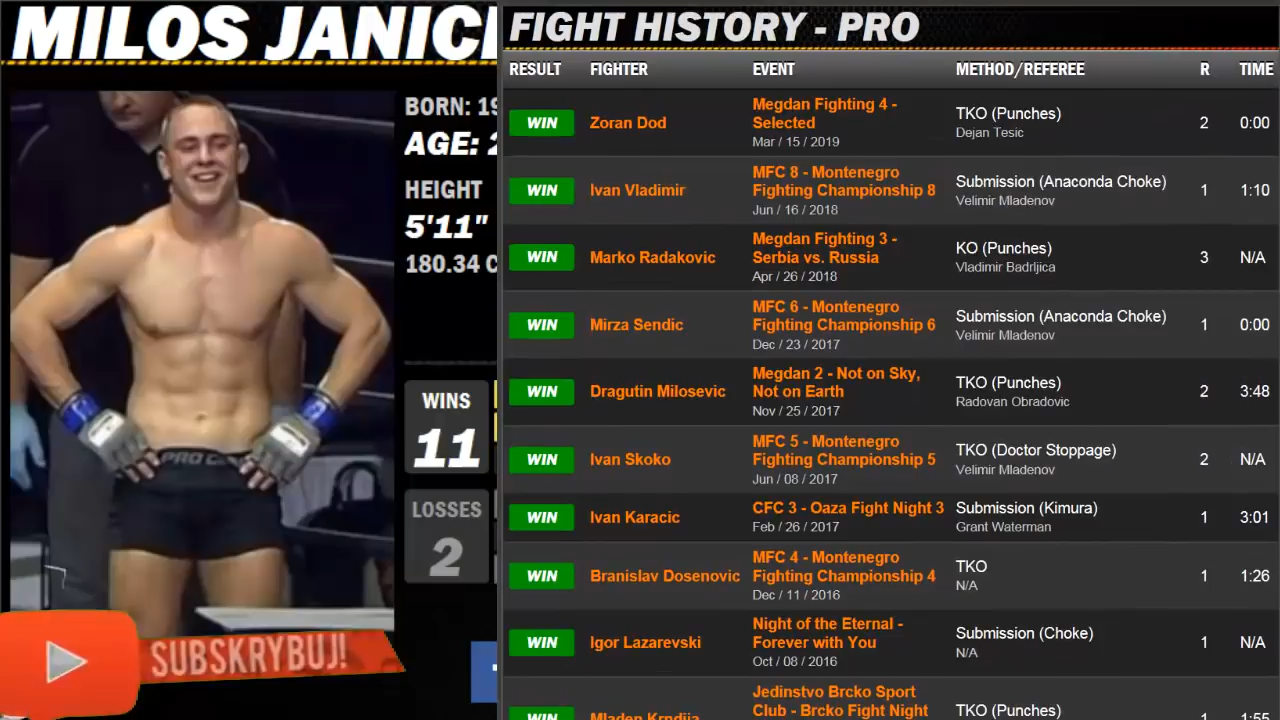 MILOS JANICI
BORN: 19
AGE: 2
HEIGHT
5'11"
180.34 C
WINS
11
LOSSES
2
PRO C
SUBSKRYBUJ!
FIGHT HISTORY - PRO
RESULT FIGHTER EVENT METHOD/REFEREE R TIME
WIN Zoran Dod Megdan Fighting 4 - TKO (Punches) 2 0:00
Selected Dejan Tesic
Mar / 15 / 2019
WIN Ivan Vladimir MFC 8 - Montenegro Submission (Anaconda Choke) 1 1:10
Fighting Championship 8 Velimir Mladenov
Jun / 16 / 2018
WIN Marko Radakovic Megdan Fighting 3 - KO (Punches) 3 N/A
Serbia vs. Russia Vladimir Badrljica
Apr / 26 / 2018
WIN Mirza Sendic MFC 6 - Montenegro Submission (Anaconda Choke) 1 0:00
Fighting Championship 6 Velimir Mladenov
Dec / 23 / 2017
WIN Dragutin Milosevic Megdan 2 - Not on Sky, TKO (Punches) 2 3:48
Not on Earth Radovan Obradovic
Nov / 25 / 2017
WIN Ivan Skoko MFC 5 - Montenegro TKO (Doctor Stoppage) 2 N/A
Fighting Championship 5 Velimir Mladenov
Jun / 08 / 2017
WIN Ivan Karacic CFC 3 - Oaza Fight Night 3 Submission (Kimura) 1 3:01
Feb / 26 / 2017 Grant Waterman
WIN Branislav Dosenovic MFC 4 - Montenegro TKO 1 1:26
Fighting Championship 4 N/A
Dec / 11 / 2016
WIN Igor Lazarevski Night of the Eternal - Submission (Choke) 1 N/A
Forever with You N/A
Oct / 08 / 2016
WIN Mladen Krndija Jedinstvo Brcko Sport TKO (Punches) 1 1:55
Club - Brcko Fight Night